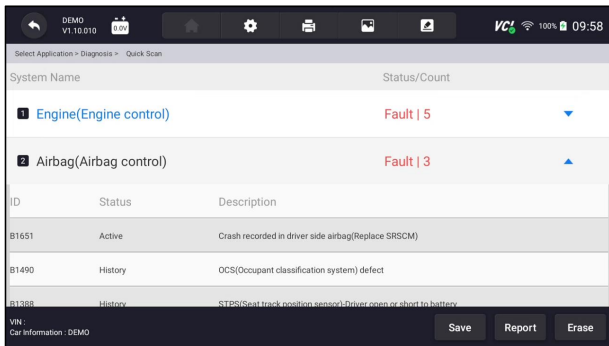 DEMO
V1.10.010
0.0V
VCI
100%
09:58
Select Application > Diagnosis > Quick Scan
System Name Status/Count
1 Engine(Engine control) Fault | 5
2 Airbag(Airbag control) Fault | 3
ID Status Description
B1651 Active Crash recorded in driver side airbag(Replace SRSCM)
B1490 History OCS(Occupant classification system) defect
B1388 History STPS(Seat track position sensor)-Driver open or short to battery
VIN :
Car Information : DEMO
Save Report Erase